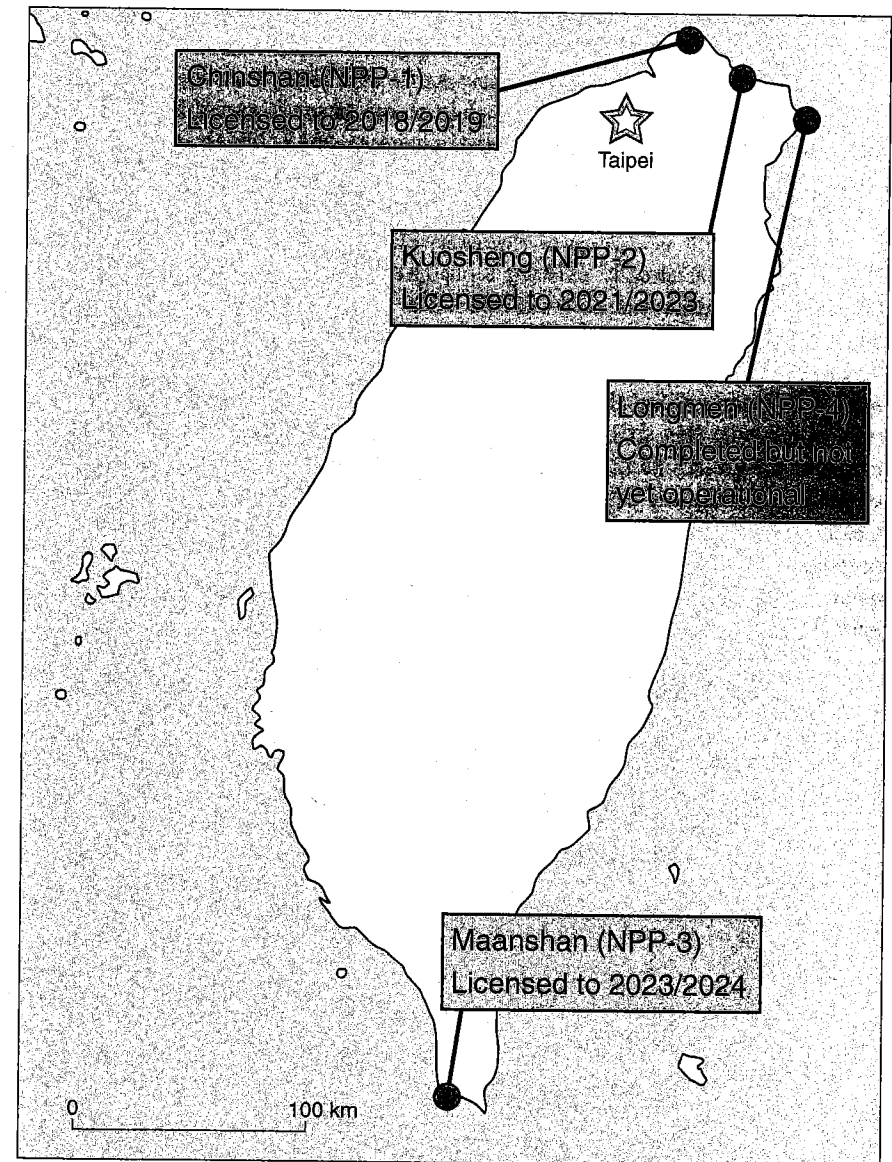 Chinshan (NPP-1)
Licensed to 2018/2019
Taipei
Kuosheng (NPP-2)
Licensed to 2021/2023
Longmen (NPP-4)
Completed but not
yet operational
Maanshan (NPP-3)
Licensed to 2023/2024
0 100 km